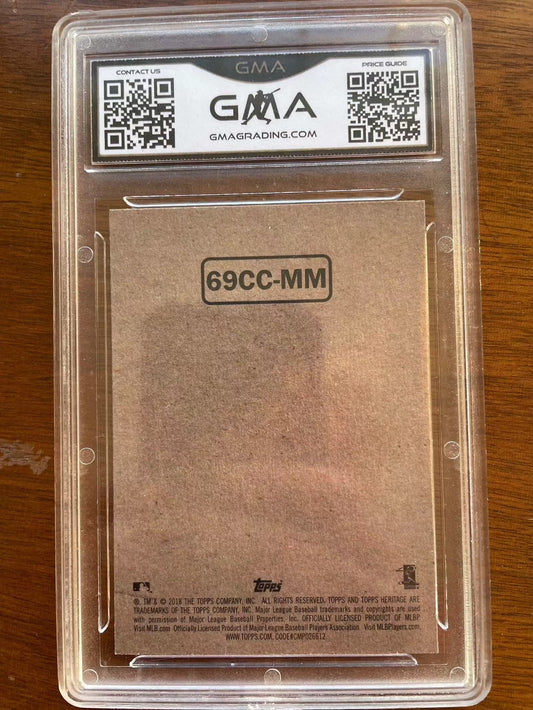 CONTACT US
GMA
PRICE GUIDE
GMA
GMAGRADING.COM
69CC-MM
TOPPS
®, TM & © 2018 THE TOPPS COMPANY, INC. ALL RIGHTS RESERVED. TOPPS AND TOPPS HERITAGE ARE
TRADEMARKS OF THE TOPPS COMPANY, INC. Major League Baseball trademarks and copyrights are used
with permission of Major League Baseball Properties, Inc. OFFICIALLY LICENSED PRODUCT OF MLBP
Visit MLB.com Officially Licensed Product of Major League Baseball Players Association. Visit MLBPlayers.com.
WWW.TOPPS.COM, CODE#CMP026612